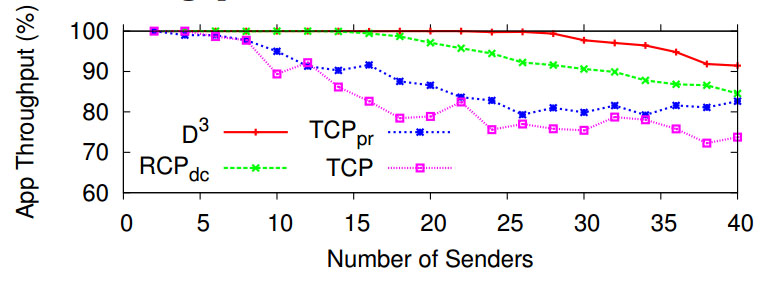 App Throughput (%)
100
90
80
70
60
D3 TCPpr
RCPdc TCP
0 5 10 15 20 25 30 35 40
Number of Senders